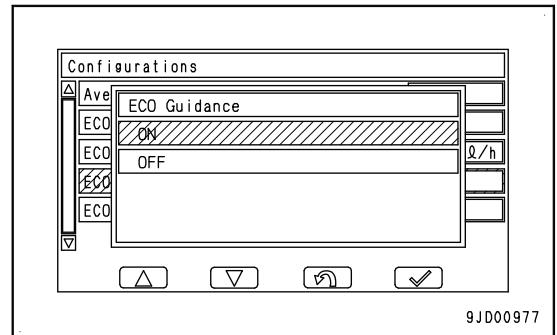 Configurations
Ave
ECO Guidance
ECO
ON
ECO
OFF
ℓ/h
ECO
ECO
9JD00977